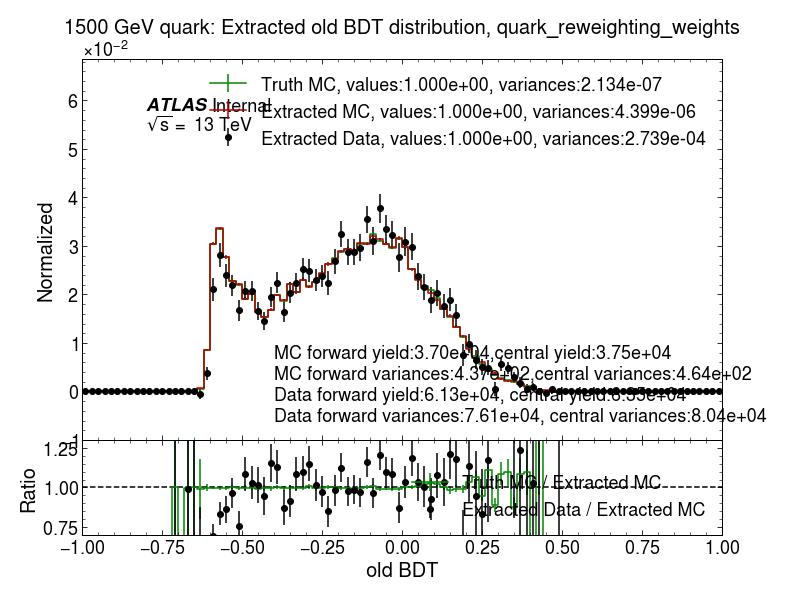 1500 GeV quark: Extracted old BDT distribution, quark_reweighting_weights
×10⁻²
Truth MC, values:1.000e+00, variances:2.134e-07
ATLAS Internal
Extracted MC, values:1.000e+00, variances:4.399e-06
√s = 13 TeV
Extracted Data, values:1.000e+00, variances:2.739e-04
6
5
4
3
2
1
0
Normalized
MC forward yield:3.70e+04,central yield:3.75e+04
MC forward variances:4.37e+02,central variances:4.64e+02
Data forward yield:6.13e+04, central yield:
Data forward variances:7.61e+04, central variances:8.04e+04
1.25
1.00
0.75
Ratio
Truth MC / Extracted MC
Extracted Data / Extracted MC
−1.00 −0.75 −0.50 −0.25 0.00 0.25 0.50 0.75 1.00
old BDT